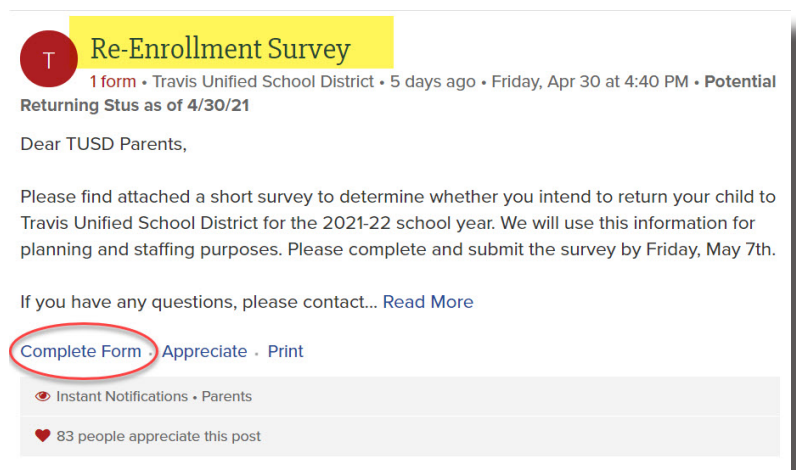 T
Re-Enrollment Survey
1 form • Travis Unified School District • 5 days ago • Friday, Apr 30 at 4:40 PM • Potential
Returning Stus as of 4/30/21
Dear TUSD Parents,
Please find attached a short survey to determine whether you intend to return your child to
Travis Unified School District for the 2021-22 school year. We will use this information for
planning and staffing purposes. Please complete and submit the survey by Friday, May 7th.
If you have any questions, please contact... Read More
Complete Form • Appreciate • Print
Instant Notifications • Parents
83 people appreciate this post